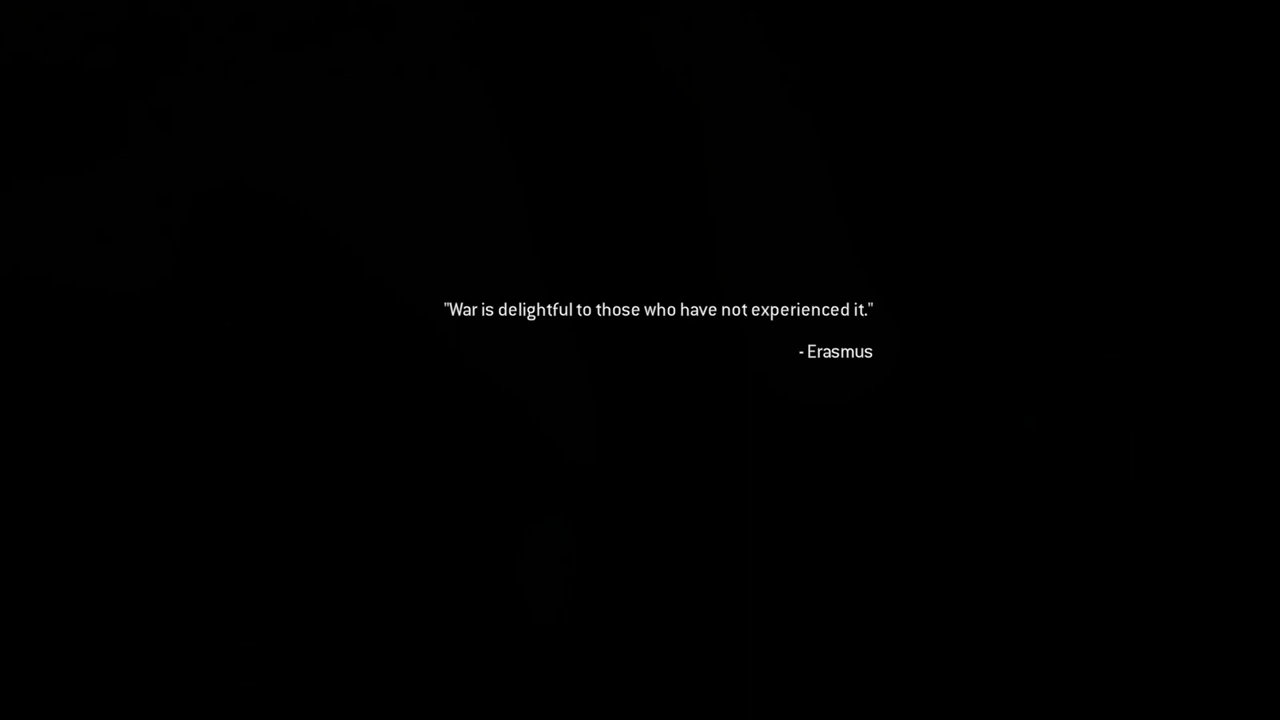 "War is delightful to those who have not experienced it."
- Erasmus